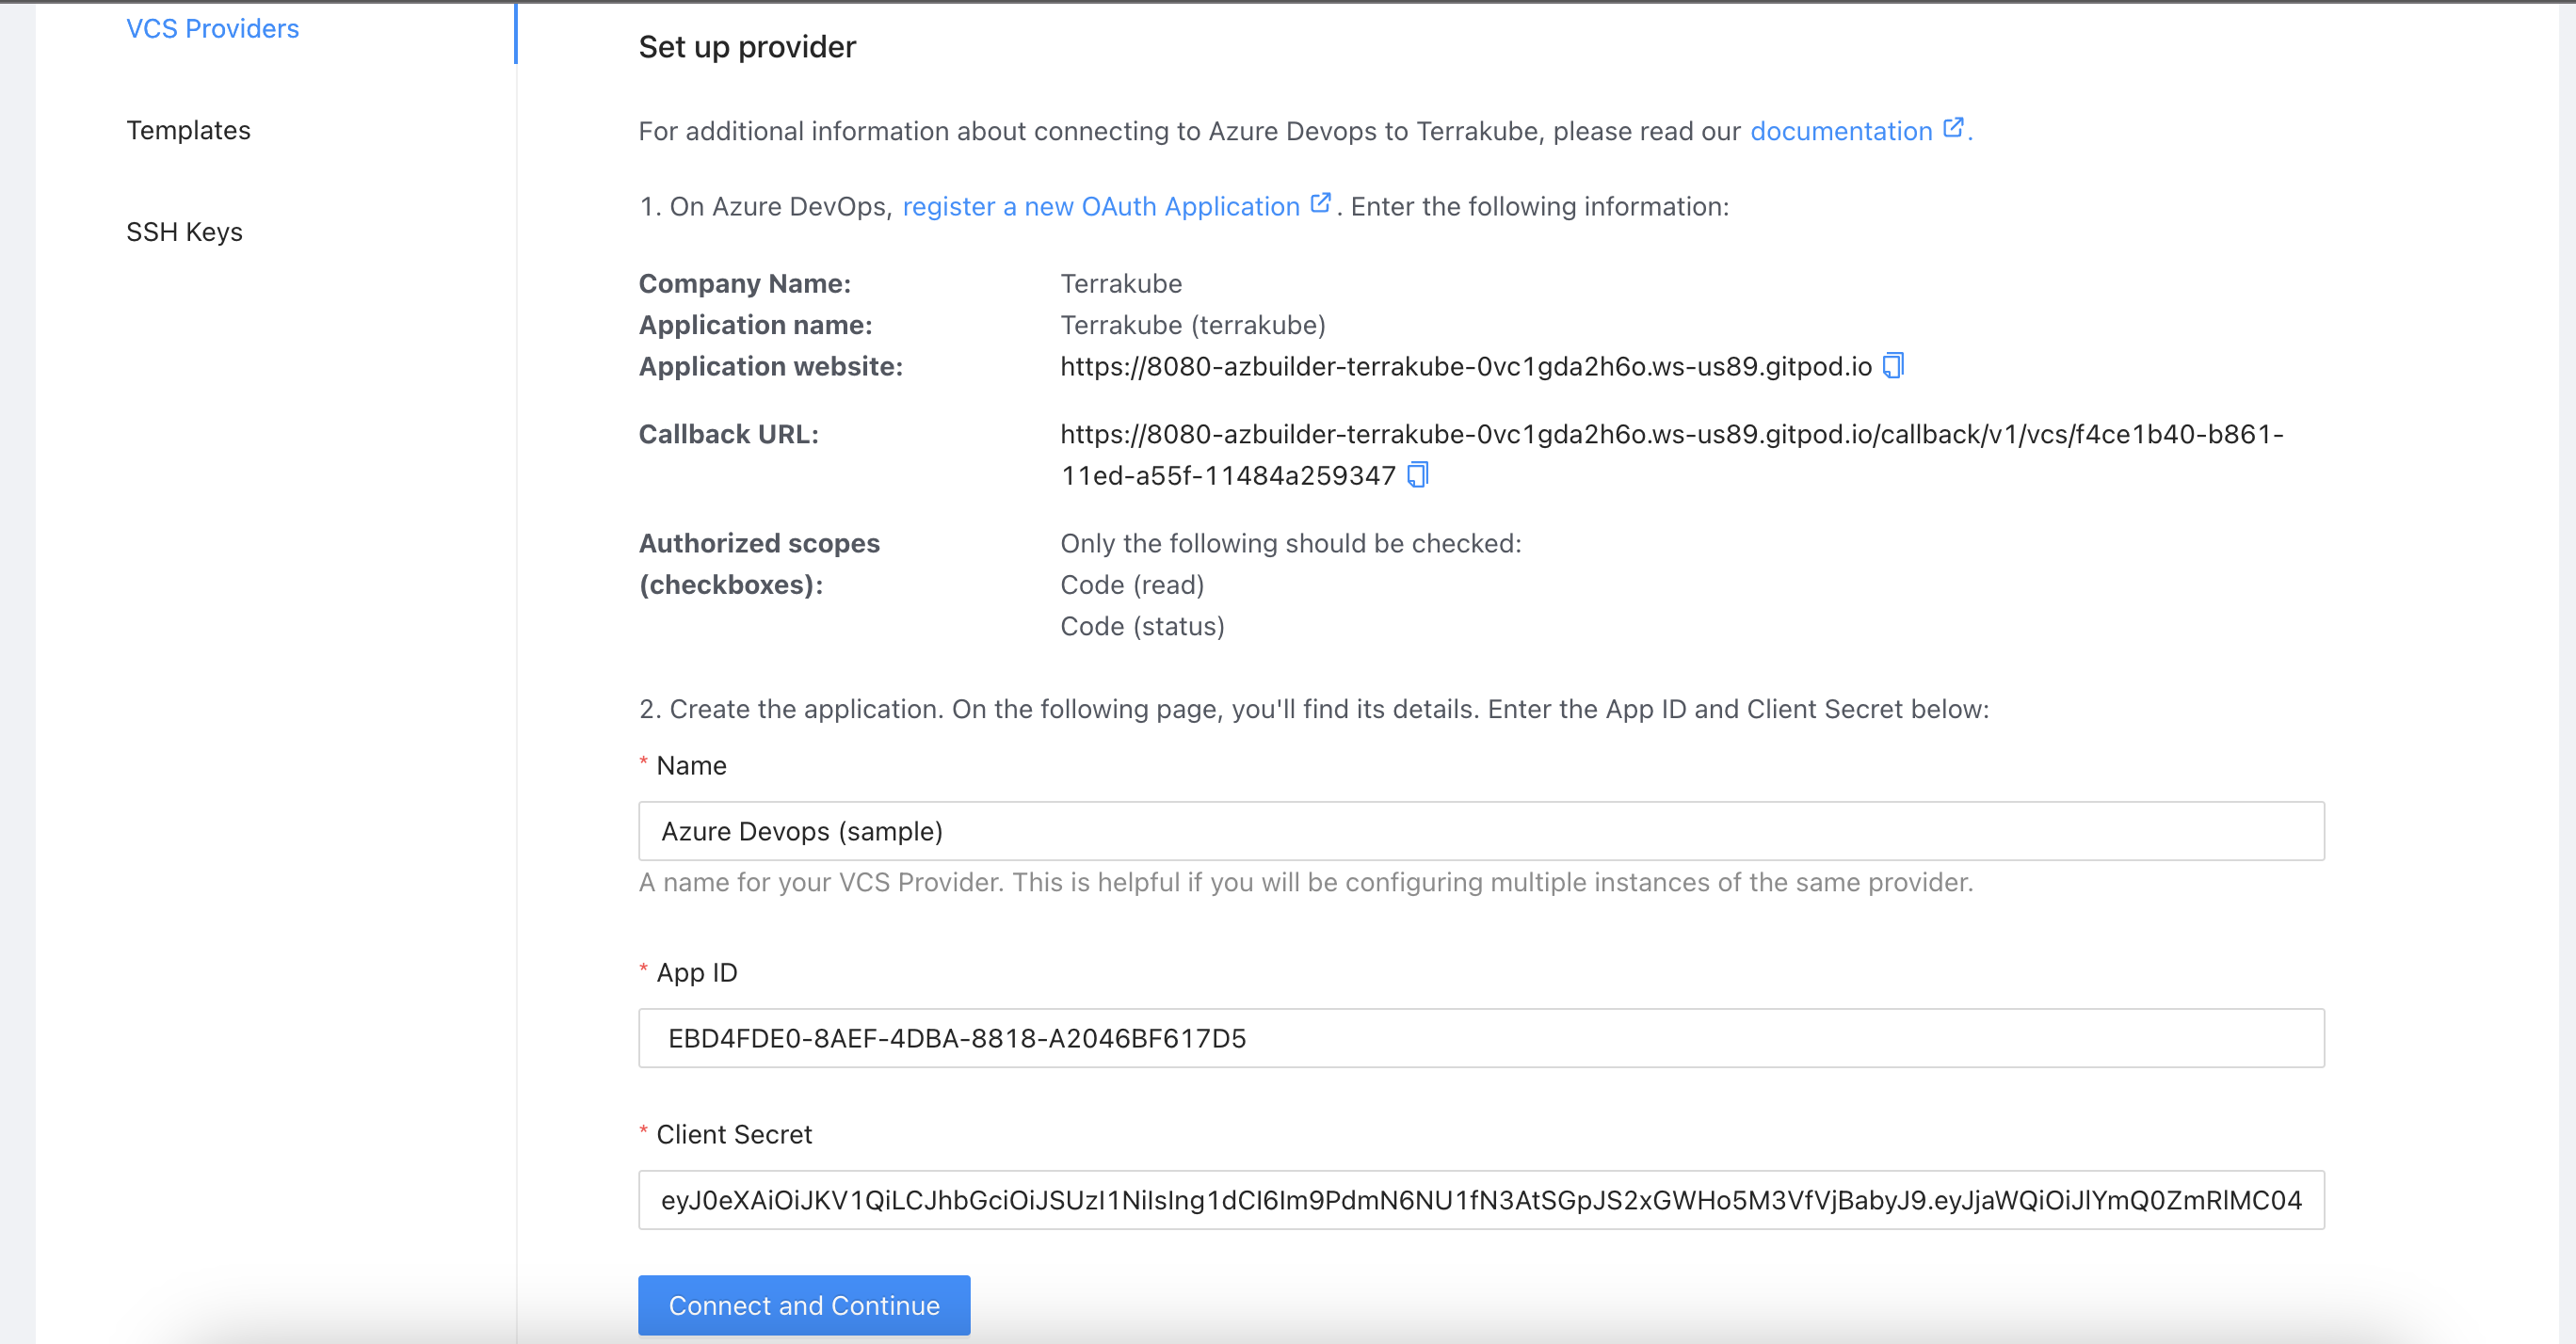 VCS Providers
Templates
SSH Keys
Set up provider
For additional information about connecting to Azure Devops to Terrakube, please read our documentation .
1. On Azure DevOps, register a new OAuth Application . Enter the following information:
Company Name: Terrakube
Application name: Terrakube (terrakube)
Application website: https://8080-azbuilder-terrakube-0vc1gda2h6o.ws-us89.gitpod.io
Callback URL: https://8080-azbuilder-terrakube-0vc1gda2h6o.ws-us89.gitpod.io/callback/v1/vcs/f4ce1b40-b861-
11ed-a55f-11484a259347
Authorized scopes Only the following should be checked:
(checkboxes): Code (read)
Code (status)
2. Create the application. On the following page, you'll find its details. Enter the App ID and Client Secret below:
* Name
Azure Devops (sample)
A name for your VCS Provider. This is helpful if you will be configuring multiple instances of the same provider.
* App ID
EBD4FDE0-8AEF-4DBA-8818-A2046BF617D5
* Client Secret
eyJ0eXAiOiJKV1QiLCJhbGciOiJSUzI1NiIsIng1dCI6Im9PdmN6NU1fN3AtSGpJS2xGWHo5M3VfVjBabyJ9.eyJjaWQiOiJlYmQ0ZmRlMC04
Connect and Continue